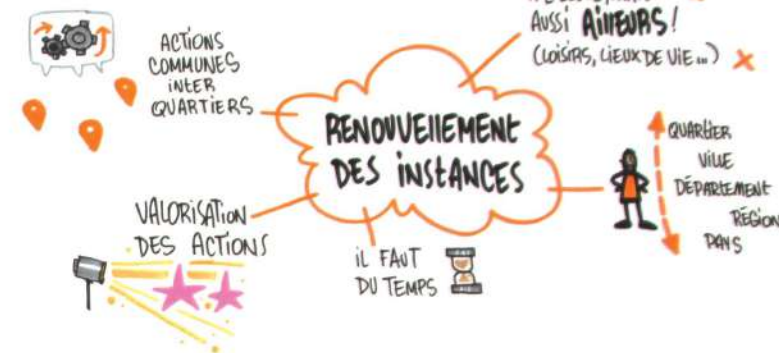 AUSSI AillEURS!
(LOISIRS, LIEUX DE VIE...)
ACTIONS
COMMUNES
iNTER
QUARTIERS
RENOUVEllEMENT
DES iNSTANCES
QUARTIER
VILLE
DÉPARTEMENT
RÉGION
PAYS
VALORISATION
DES ACTIONS
iL FAUT
DU TEMPS